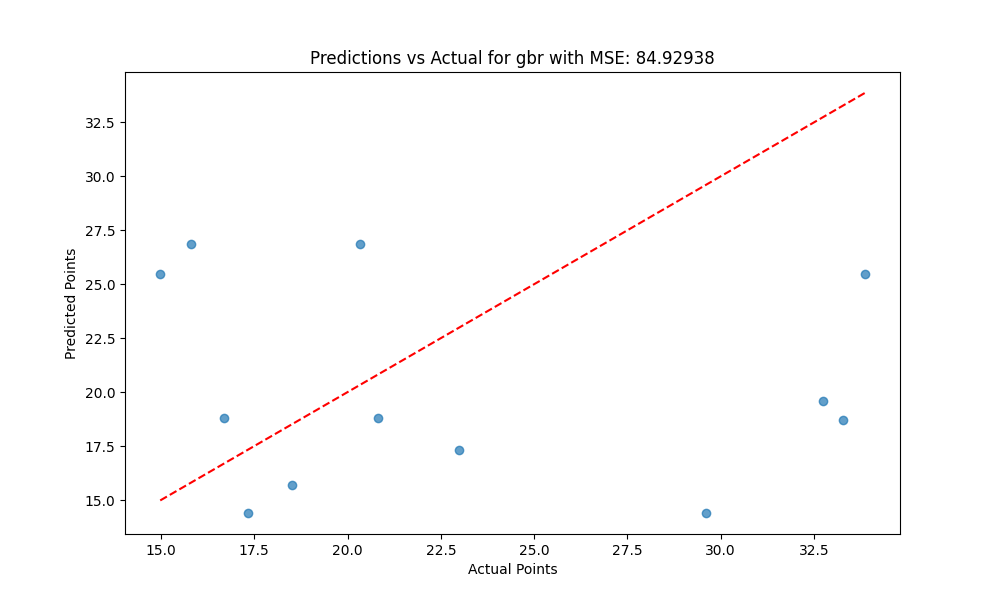 Predictions vs Actual for gbr with MSE: 84.92938
32.5
30.0
27.5
25.0
22.5
20.0
17.5
15.0
Predicted Points
15.0 17.5 20.0 22.5 25.0 27.5 30.0 32.5
Actual Points